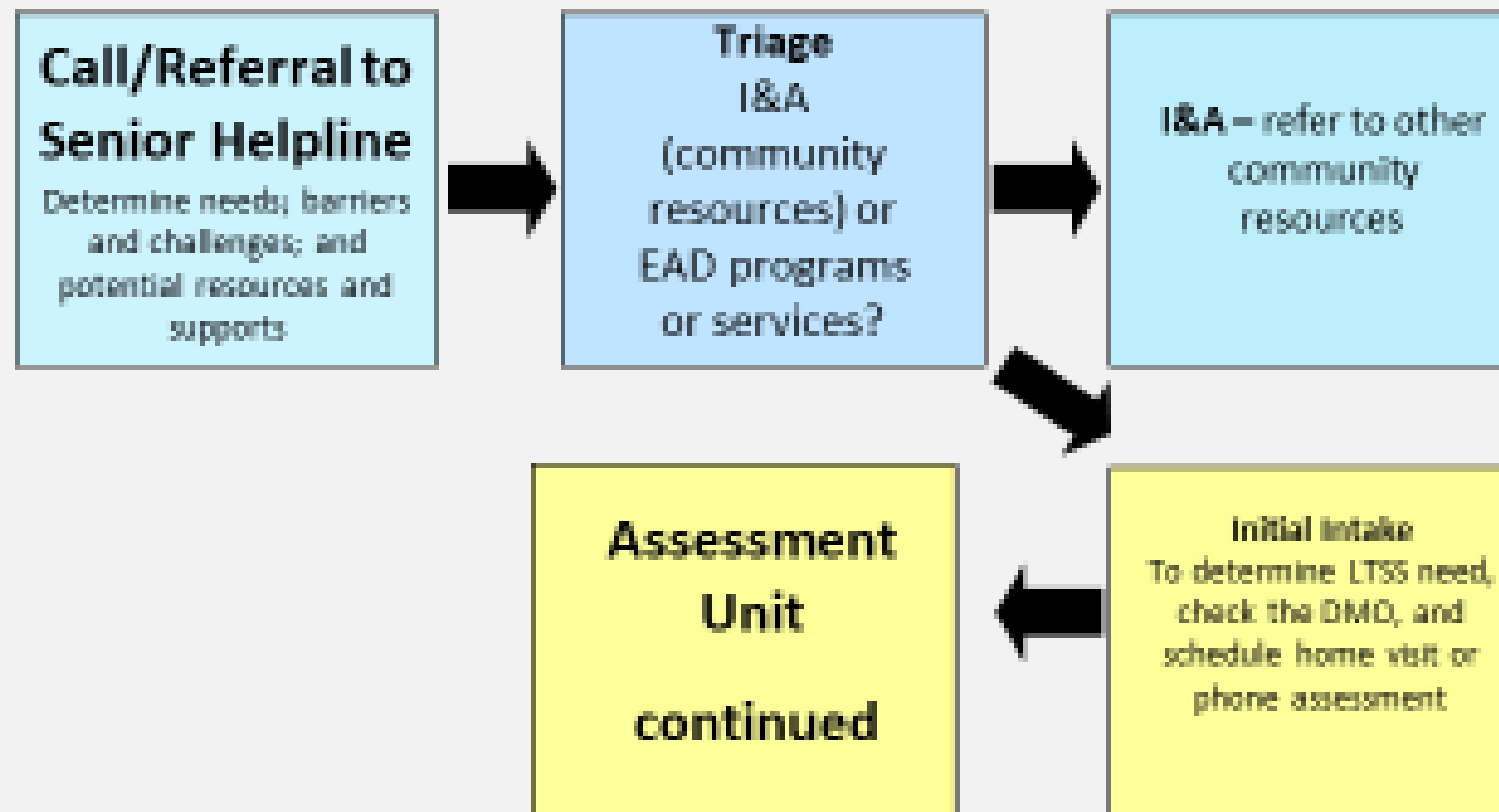 Call/Referral to
Senior Helpline
Determine needs; barriers
and challenges; and
potential resources and
supports
Triage
I&A
(community
resources) or
EAD programs
or services?
I&A – refer to other
community
resources
Initial Intake
To determine LTSS need,
check the DMO, and
schedule home visit or
phone assessment
Assessment
Unit
continued